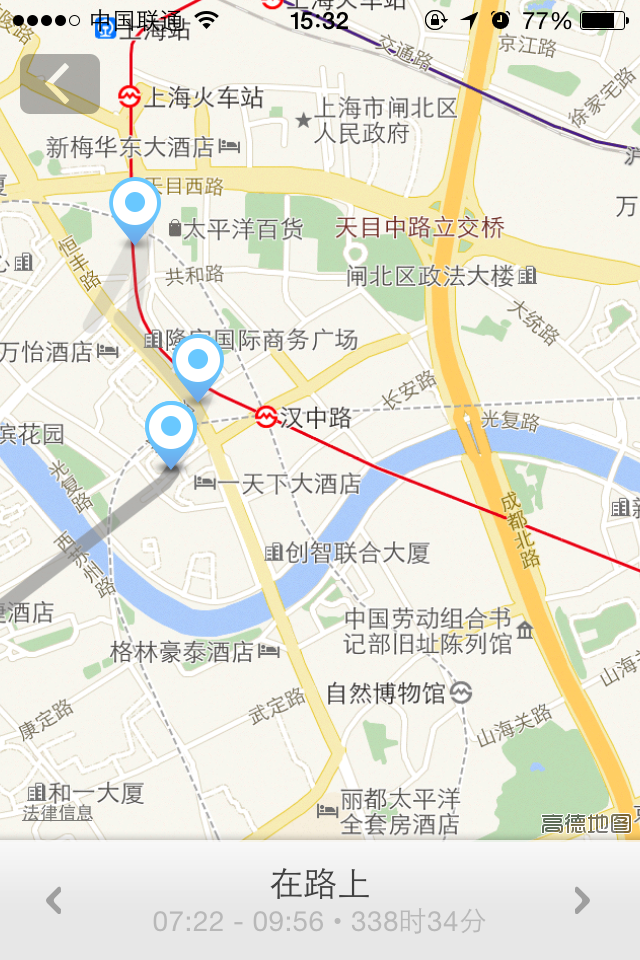 中国联通
15:32
77%
上海站
交通路
京江路
徐家宅路
上海火车站
上海市闸北区
人民政府
新梅华东大酒店
天目西路
太平洋百货
天目中路立交桥
恒丰路
共和路
闸北区政法大楼
大统路
万怡酒店
隆宇国际商务广场
长安路
滨花园
汉中路
光复路
光复路
一天下大酒店
成都北路
西苏州路
创智联合大厦
酒店
中国劳动组合书
记部旧址陈列馆
格林豪泰酒店
自然博物馆
山海关
康定路
武定路
山海关路
和一大厦
法律信息
丽都太平洋
全套房酒店
高德地图
在路上
07:22 - 09:56 • 338时34分